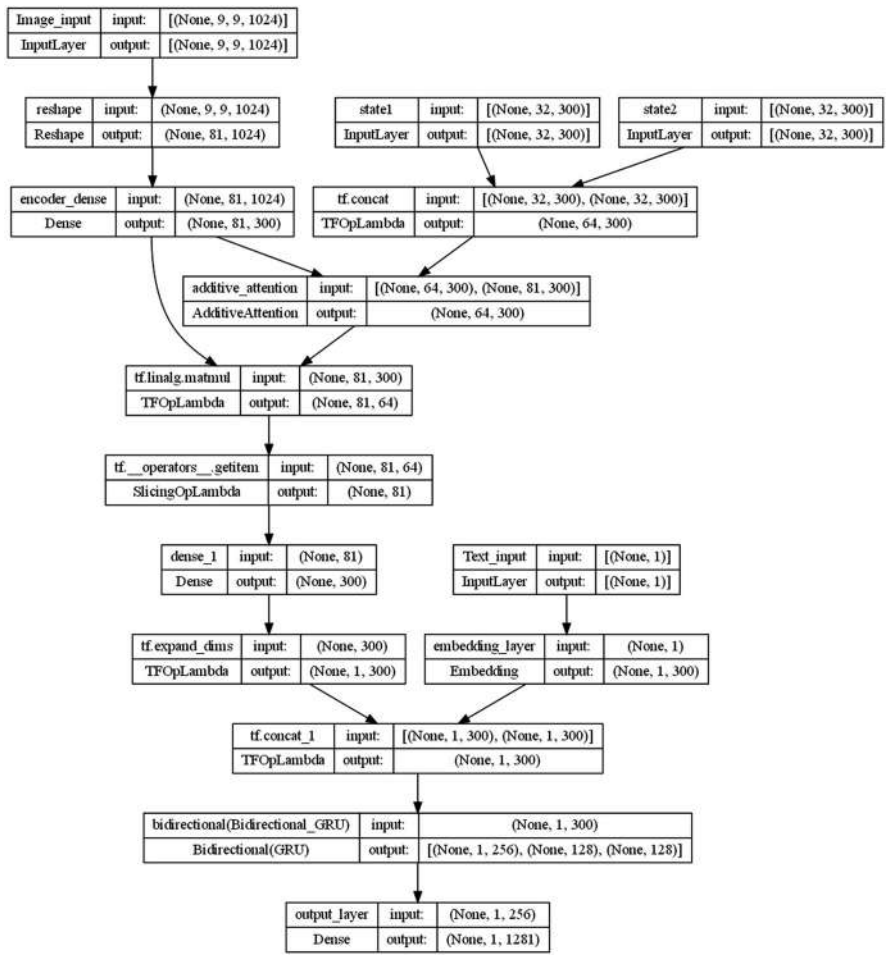 Image_input input: [(None, 9, 9, 1024)]
InputLayer output: [(None, 9, 9, 1024)]
reshape input: (None, 9, 9, 1024)
Reshape output: (None, 81, 1024)
state1 input: [(None, 32, 300)]
InputLayer output: [(None, 32, 300)]
state2 input: [(None, 32, 300)]
InputLayer output: [(None, 32, 300)]
encoder_dense input: (None, 81, 1024)
Dense output: (None, 81, 300)
tf.concat input: [(None, 32, 300), (None, 32, 300)]
TFOpLambda output: (None, 64, 300)
additive_attention input: [(None, 64, 300), (None, 81, 300)]
AdditiveAttention output: (None, 64, 300)
tf.linalg.matmul input: (None, 81, 300)
TFOpLambda output: (None, 81, 64)
tf.__operators__.getitem input: (None, 81, 64)
SlicingOpLambda output: (None, 81)
dense_1 input: (None, 81)
Dense output: (None, 300)
Text_input input: [(None, 1)]
InputLayer output: [(None, 1)]
tf.expand_dims input: (None, 300)
TFOpLambda output: (None, 1, 300)
embedding_layer input: (None, 1)
Embedding output: (None, 1, 300)
tf.concat_1 input: [(None, 1, 300), (None, 1, 300)]
TFOpLambda output: (None, 1, 300)
bidirectional(Bidirectional_GRU) input: (None, 1, 300)
Bidirectional(GRU) output: [(None, 1, 256), (None, 128), (None, 128)]
output_layer input: (None, 1, 256)
Dense output: (None, 1, 1281)